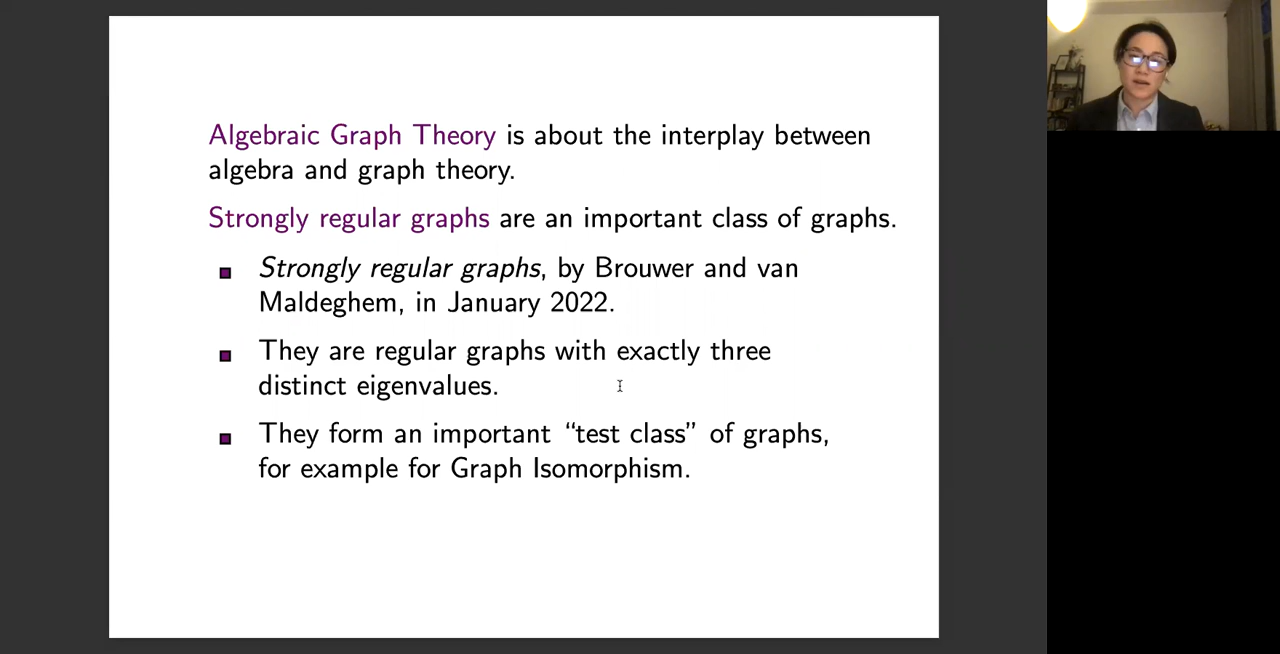 Algebraic Graph Theory is about the interplay between
algebra and graph theory.
Strongly regular graphs are an important class of graphs.
Strongly regular graphs, by Brouwer and van
Maldeghem, in January 2022.
They are regular graphs with exactly three
distinct eigenvalues.
They form an important “test class” of graphs,
for example for Graph Isomorphism.